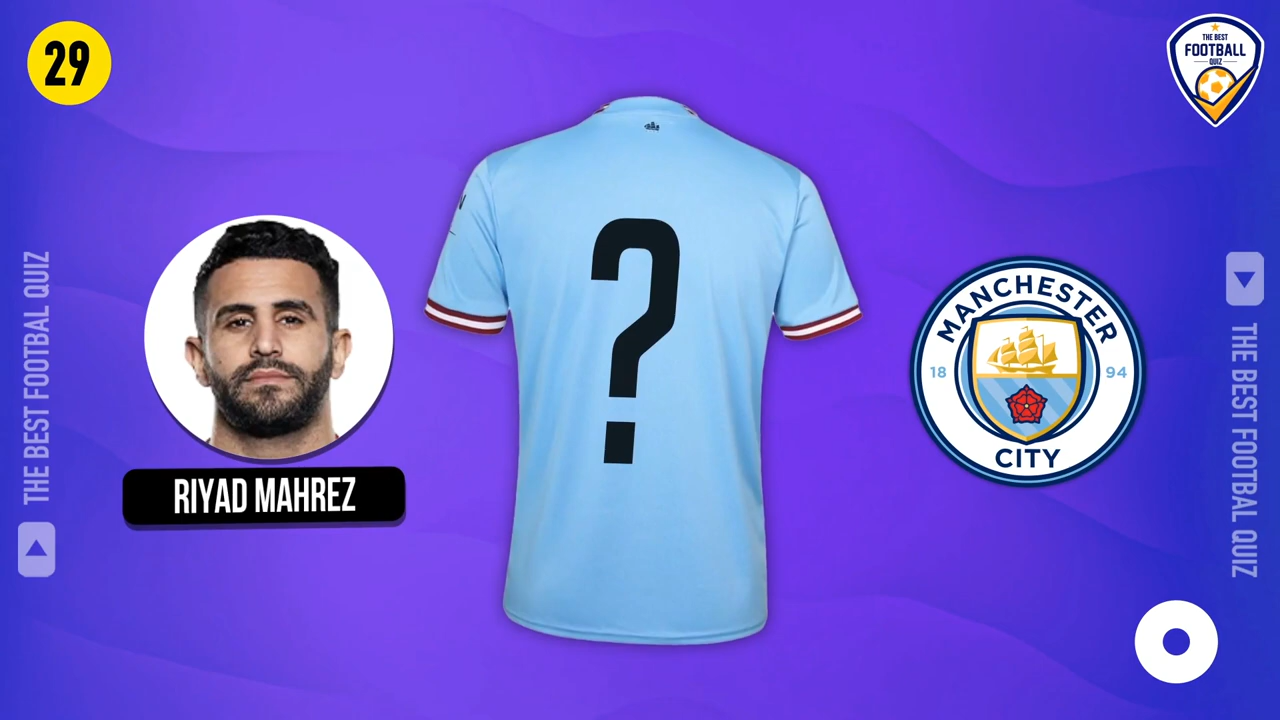 29
THE BEST
FOOTBALL
QUIZ
THE BEST FOOTBAL QUIZ
?
RIYAD MAHREZ
MANCHESTER
18 94
CITY
THE BEST FOOTBAL QUIZ